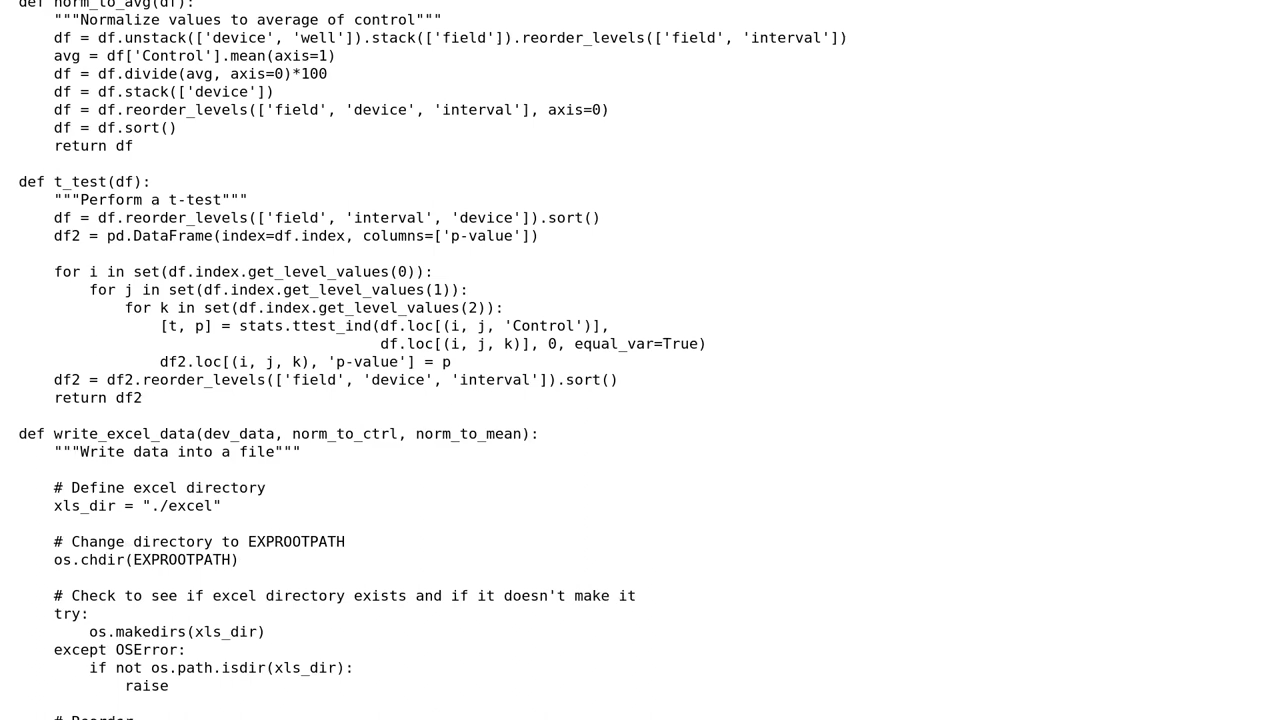 def norm_to_avg(df):
    """Normalize values to average of control"""
    df = df.unstack(['device', 'well']).stack(['field']).reorder_levels(['field', 'interval'])
    avg = df['Control'].mean(axis=1)
    df = df.divide(avg, axis=0)*100
    df = df.stack(['device'])
    df = df.reorder_levels(['field', 'device', 'interval'], axis=0)
    df = df.sort()
    return df

def t_test(df):
    """Perform a t-test"""
    df = df.reorder_levels(['field', 'interval', 'device']).sort()
    df2 = pd.DataFrame(index=df.index, columns=['p-value'])

    for i in set(df.index.get_level_values(0)):
        for j in set(df.index.get_level_values(1)):
            for k in set(df.index.get_level_values(2)):
                [t, p] = stats.ttest_ind(df.loc[(i, j, 'Control')],
                                         df.loc[(i, j, k)], 0, equal_var=True)
                df2.loc[(i, j, k), 'p-value'] = p
    df2 = df2.reorder_levels(['field', 'device', 'interval']).sort()
    return df2

def write_excel_data(dev_data, norm_to_ctrl, norm_to_mean):
    """Write data into a file"""

    # Define excel directory
    xls_dir = "./excel"

    # Change directory to EXPROOTPATH
    os.chdir(EXPROOTPATH)

    # Check to see if excel directory exists and if it doesn't make it
    try:
        os.makedirs(xls_dir)
    except OSError:
        if not os.path.isdir(xls_dir):
            raise

    # Reorder